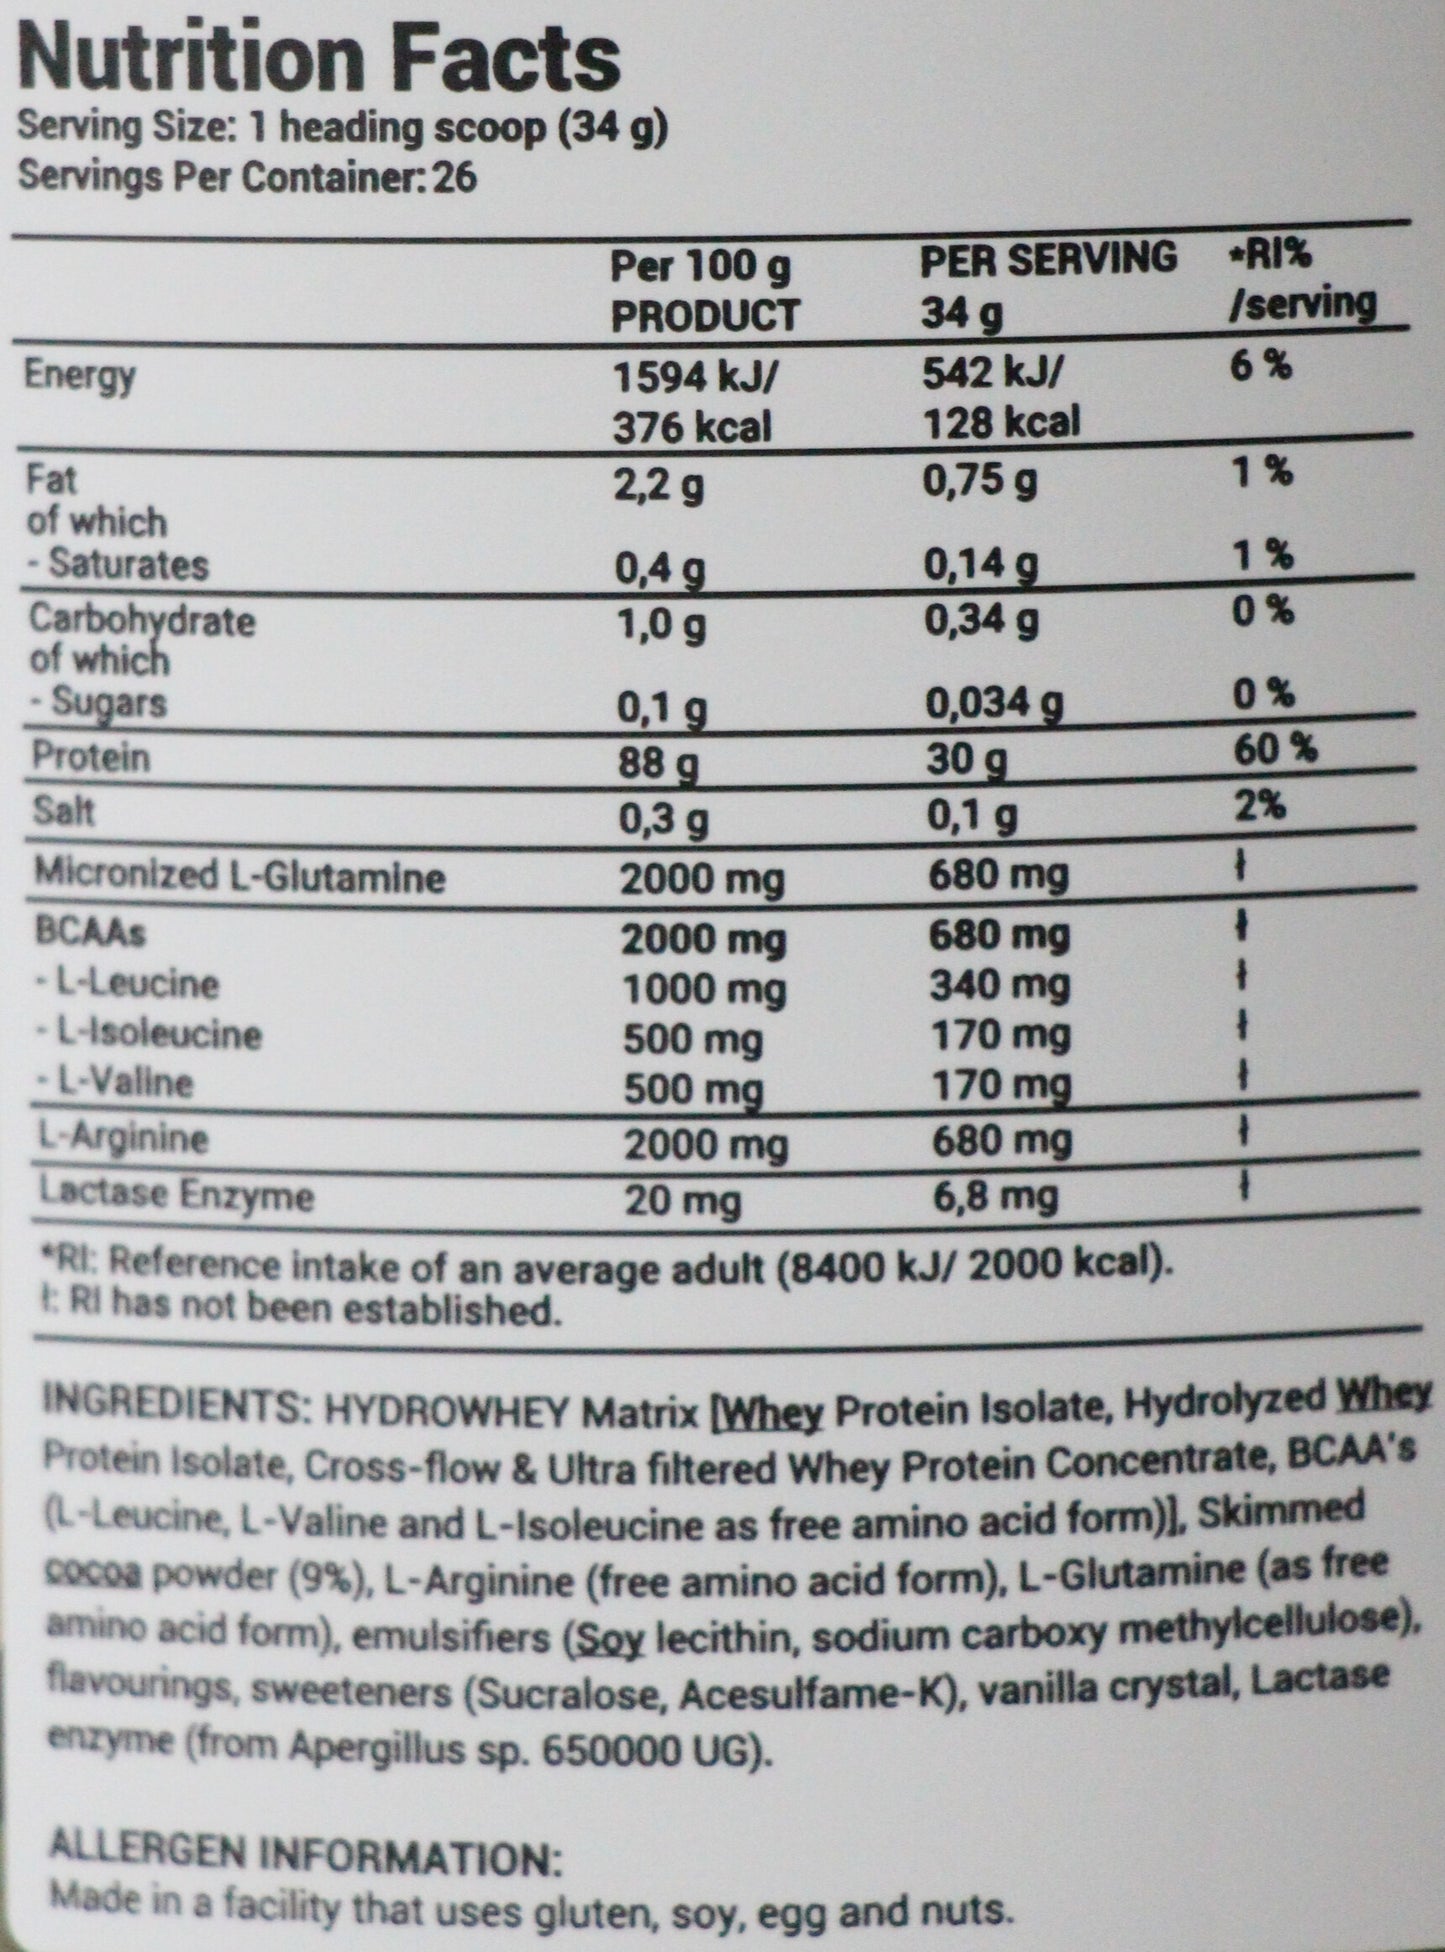 Nutrition Facts
Serving Size: 1 heading scoop (34 g)
Servings Per Container: 26
Per 100 g PER SERVING *RI%
PRODUCT 34 g /serving
Energy 1594 kJ/ 542 kJ/ 6 %
376 kcal 128 kcal
Fat 2,2 g 0,75 g 1 %
of which
- Saturates 0,4 g 0,14 g 1 %
Carbohydrate 1,0 g 0,34 g 0 %
of which
- Sugars 0,1 g 0,034 g 0 %
Protein 88 g 30 g 60 %
Salt 0,3 g 0,1 g 2%
Micronized L-Glutamine 2000 mg 680 mg ƚ
BCAAs 2000 mg 680 mg ƚ
- L-Leucine 1000 mg 340 mg ƚ
- L-Isoleucine 500 mg 170 mg ƚ
- L-Valine 500 mg 170 mg ƚ
L-Arginine 2000 mg 680 mg ƚ
Lactase Enzyme 20 mg 6,8 mg ƚ
*RI: Reference intake of an average adult (8400 kJ/ 2000 kcal).
ƚ: RI has not been established.
INGREDIENTS: HYDROWHEY Matrix [Whey Protein Isolate, Hydrolyzed Whey
Protein Isolate, Cross-flow & Ultra filtered Whey Protein Concentrate, BCAA's
(L-Leucine, L-Valine and L-Isoleucine as free amino acid form)], Skimmed
cocoa powder (9%), L-Arginine (free amino acid form), L-Glutamine (as free
amino acid form), emulsifiers (Soy lecithin, sodium carboxy methylcellulose),
flavourings, sweeteners (Sucralose, Acesulfame-K), vanilla crystal, Lactase
enzyme (from Apergillus sp. 650000 UG).
ALLERGEN INFORMATION:
Made in a facility that uses gluten, soy, egg and nuts.